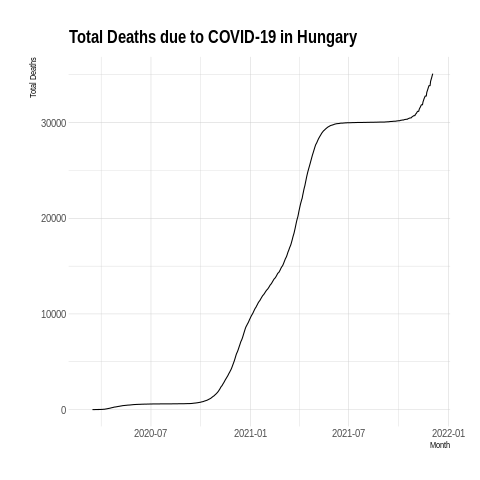 Total Deaths due to COVID-19 in Hungary
Total Deaths
30000
20000
10000
0
2020-07 2021-01 2021-07 2022-01
Month